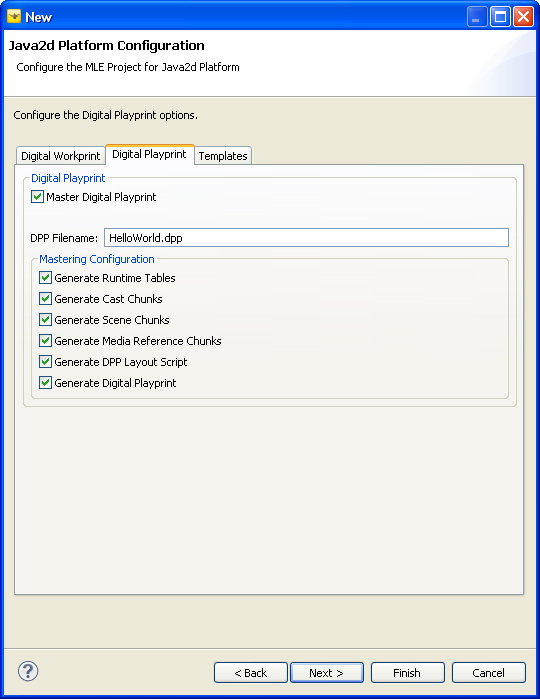 New
Java2d Platform Configuration
Configure the MLE Project for Java2d Platform
Configure the Digital Playprint options.
Digital Workprint Digital Playprint Templates
Digital Playprint
Master Digital Playprint
DPP Filename: HelloWorld.dpp
Mastering Configuration
Generate Runtime Tables
Generate Cast Chunks
Generate Scene Chunks
Generate Media Reference Chunks
Generate DPP Layout Script
Generate Digital Playprint
? < Back Next > Finish Cancel